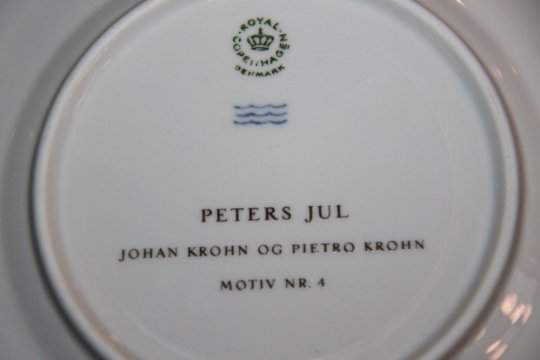 ROYAL
COPENHAGEN
DENMARK
PETERS JUL
JOHAN KROHN OG PIETRO KROHN
MOTIV NR. 4